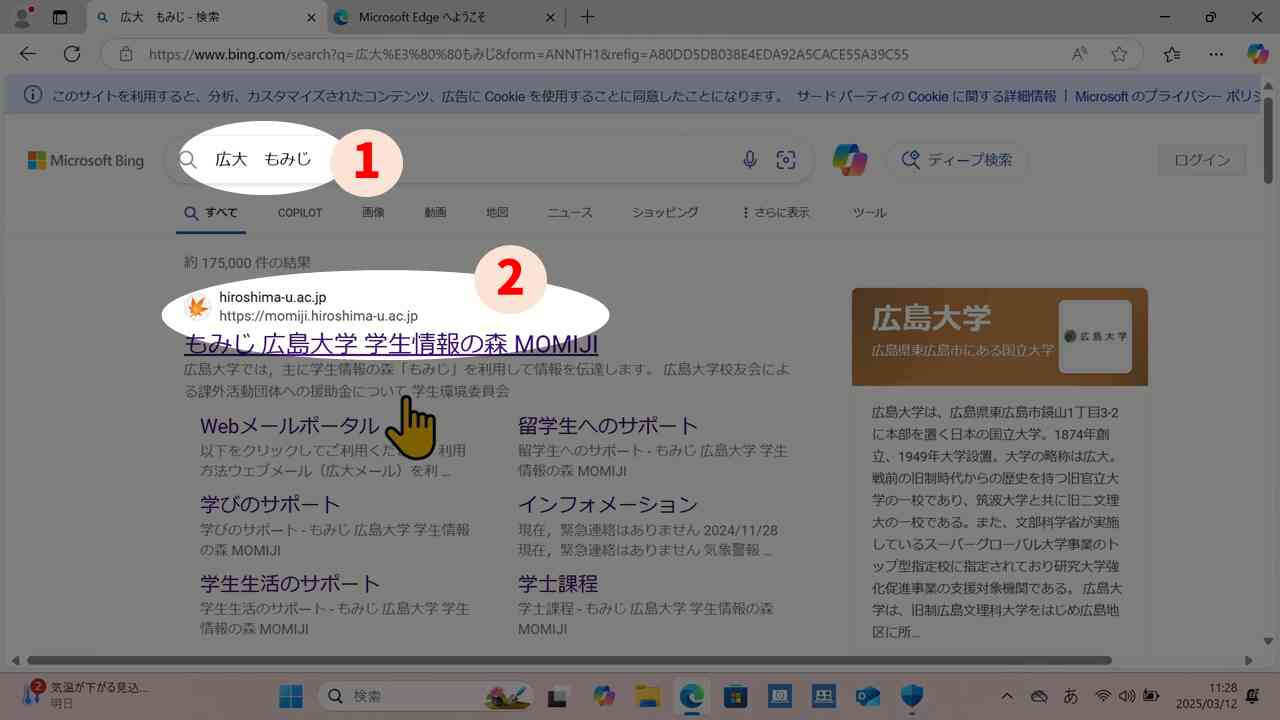 広大　もみじ - 検索
Microsoft Edge へようこそ
https://www.bing.com/search?q=広大%E3%80%80もみじ&form=ANNTH1&refig=A80DD5DB038E4EDA92A5CACE55A39C55
このサイトを利用すると、分析、カスタマイズされたコンテンツ、広告に Cookie を使用することに同意したことになります。 サード パーティの Cookie に関する詳細情報 | Microsoft のプライバシー ポリシ
Microsoft Bing
広大　もみじ
1
ディープ検索
ログイン
すべて
COPILOT
画像
動画
地図
ニュース
ショッピング
さらに表示
ツール
約 175,000 件の結果
2
hiroshima-u.ac.jp
https://momiji.hiroshima-u.ac.jp
もみじ 広島大学 学生情報の森 MOMIJI
広島大学では，主に学生情報の森「もみじ」を利用して情報を伝達します。 広島大学校友会によ
る課外活動団体への援助金について 学生環境委員会
Webメールポータル
以下をクリックしてご利用くだ 利用
方法ウェブメール（広大メール）を利 ...
留学生へのサポート
留学生へのサポート - もみじ 広島大学 学生
情報の森 MOMIJI
学びのサポート
学びのサポート - もみじ 広島大学 学生情報
の森 MOMIJI
インフォメーション
現在，緊急連絡はありません 2024/11/28
現在，緊急連絡はありません 気象警報 ...
学生生活のサポート
学生生活のサポート - もみじ 広島大学 学生
情報の森 MOMIJI
学士課程
学士課程 - もみじ 広島大学 学生情報の森
MOMIJI
広島大学
広島県東広島市にある国立大学
広島大学
広島大学は、広島県東広島市鏡山1丁目3-2
に本部を置く日本の国立大学。1874年創
立、1949年大学設置。大学の略称は広大。
戦前の旧制時代からの歴史を持つ旧官立大
学の一校であり、筑波大学と共に旧二文理
大の一校である。また、文部科学省が実施
しているスーパーグローバル大学事業のト
ップ型指定校に指定されており研究大学強
化促進事業の支援対象機関である。 広島大
学は、旧制広島文理科大学をはじめ広島地
区に所...
2
気温が下がる見込...
明日
検索
あ
11:28
2025/03/12